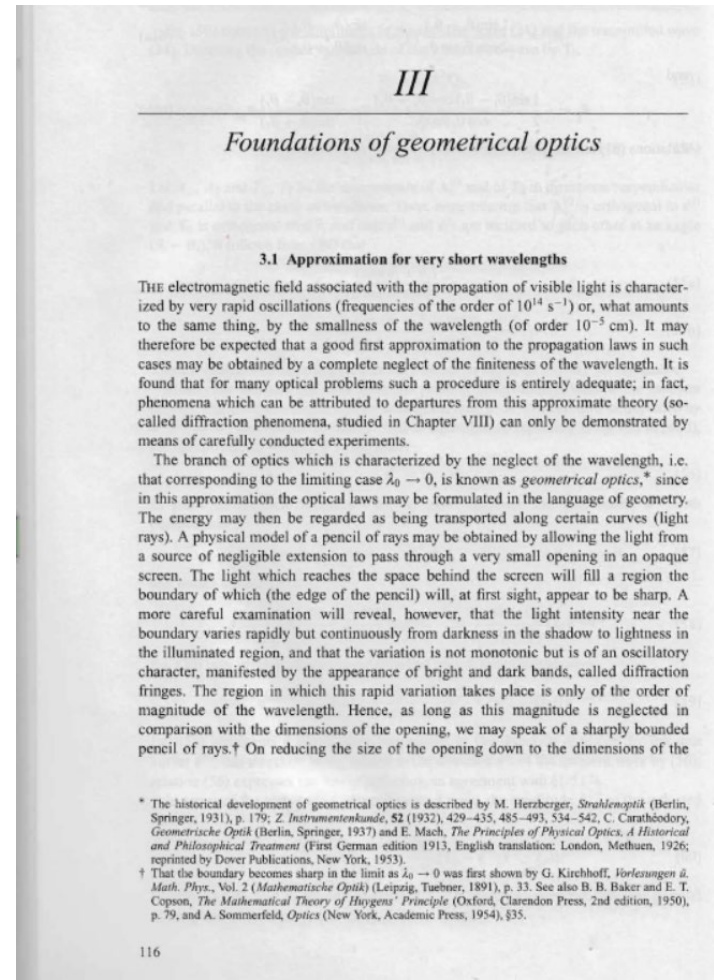 III
Foundations of geometrical optics
3.1 Approximation for very short wavelengths
THE electromagnetic field associated with the propagation of visible light is character-
ized by very rapid oscillations (frequencies of the order of 10¹⁴ s⁻¹) or, what amounts
to the same thing, by the smallness of the wavelength (of order 10⁻⁵ cm). It may
therefore be expected that a good first approximation to the propagation laws in such
cases may be obtained by a complete neglect of the finiteness of the wavelength. It is
found that for many optical problems such a procedure is entirely adequate; in fact,
phenomena which can be attributed to departures from this approximate theory (so-
called diffraction phenomena, studied in Chapter VIII) can only be demonstrated by
means of carefully conducted experiments.
The branch of optics which is characterized by the neglect of the wavelength, i.e.
that corresponding to the limiting case λ₀ → 0, is known as geometrical optics,* since
in this approximation the optical laws may be formulated in the language of geometry.
The energy may then be regarded as being transported along certain curves (light
rays). A physical model of a pencil of rays may be obtained by allowing the light from
a source of negligible extension to pass through a very small opening in an opaque
screen. The light which reaches the space behind the screen will fill a region the
boundary of which (the edge of the pencil) will, at first sight, appear to be sharp. A
more careful examination will reveal, however, that the light intensity near the
boundary varies rapidly but continuously from darkness in the shadow to lightness in
the illuminated region, and that the variation is not monotonic but is of an oscillatory
character, manifested by the appearance of bright and dark bands, called diffraction
fringes. The region in which this rapid variation takes place is only of the order of
magnitude of the wavelength. Hence, as long as this magnitude is neglected in
comparison with the dimensions of the opening, we may speak of a sharply bounded
pencil of rays.† On reducing the size of the opening down to the dimensions of the
* The historical development of geometrical optics is described by M. Herzberger, Strahlenoptik (Berlin,
Springer, 1931), p. 179; Z. Instrumentenkunde, 52 (1932), 429–435, 485–493, 534–542, C. Carathéodory,
Geometrische Optik (Berlin, Springer, 1937) and E. Mach, The Principles of Physical Optics, A Historical
and Philosophical Treatment (First German edition 1913, English translation: London, Methuen, 1926;
reprinted by Dover Publications, New York, 1953).
† That the boundary becomes sharp in the limit as λ₀ → 0 was first shown by G. Kirchhoff, Vorlesungen ü.
Math. Phys., Vol. 2 (Mathematische Optik) (Leipzig, Tuebner, 1891), p. 33. See also B. B. Baker and E. T.
Copson, The Mathematical Theory of Huygens' Principle (Oxford, Clarendon Press, 2nd edition, 1950),
p. 79, and A. Sommerfeld, Optics (New York, Academic Press, 1954), §35.
116